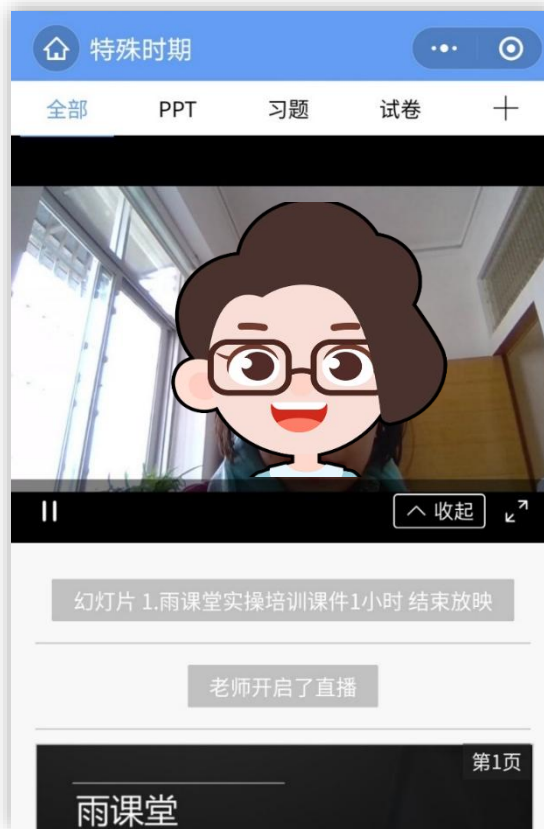 特殊时期
全部 PPT 习题 试卷
收起
幻灯片 1.雨课堂实操培训课件1小时 结束放映
老师开启了直播
第1页
雨课堂